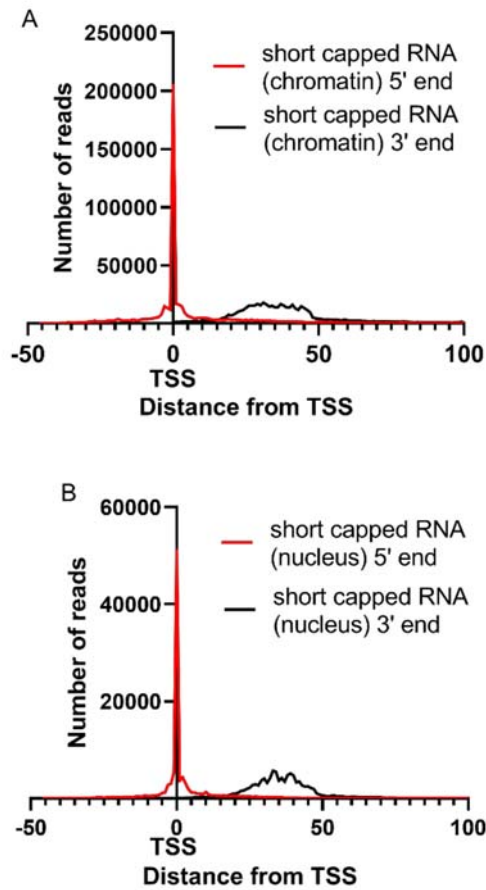 A
250000
200000
150000
100000
50000
Number of reads
short capped RNA
(chromatin) 5' end
short capped RNA
(chromatin) 3' end
-50
0
50
100
TSS
Distance from TSS
B
60000
40000
20000
Number of reads
short capped RNA
(nucleus) 5' end
short capped RNA
(nucleus) 3' end
-50
0
50
100
TSS
Distance from TSS